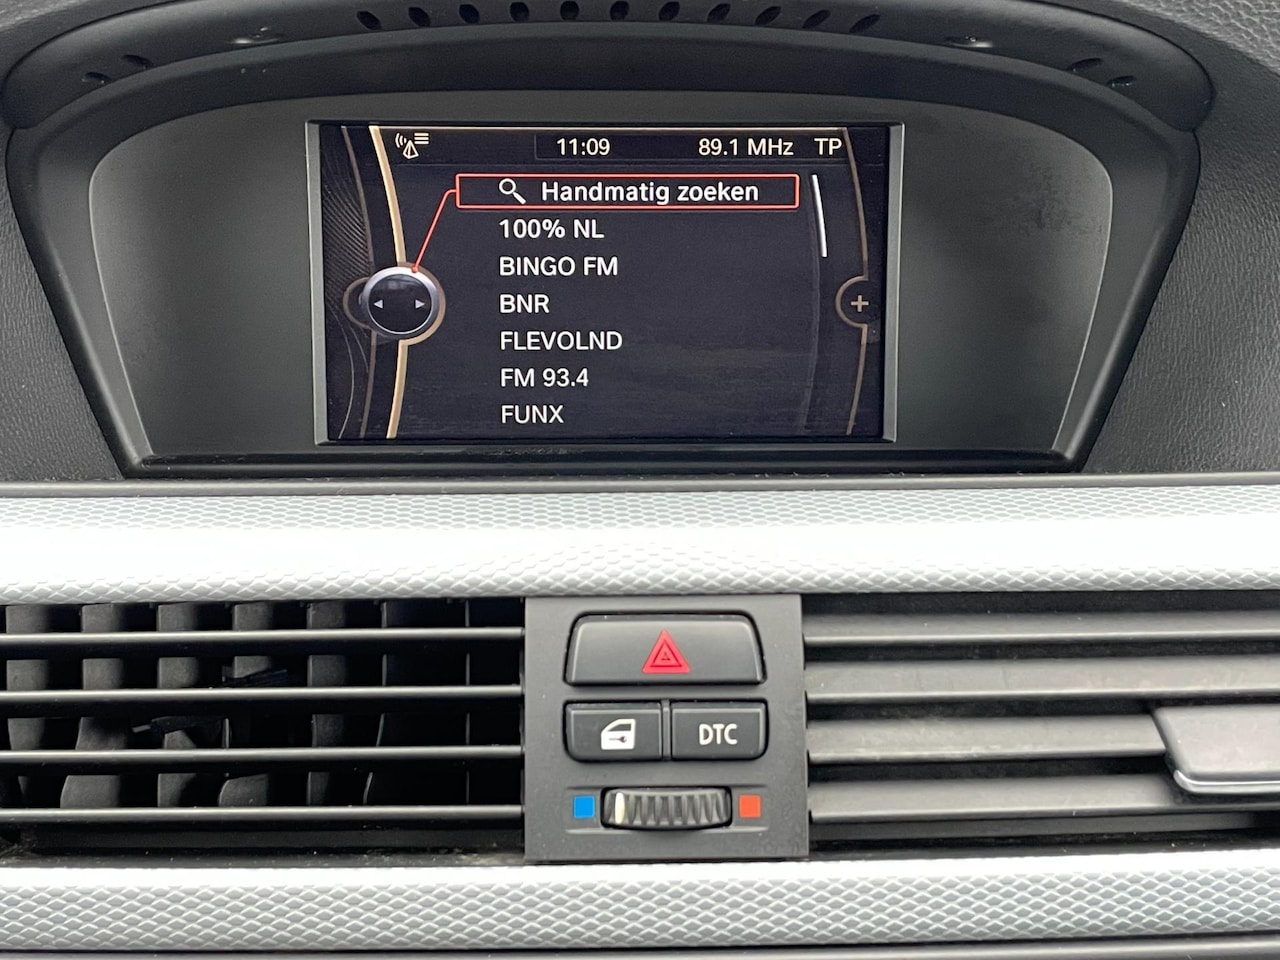 11:09 89.1 MHz TP
Handmatig zoeken
100% NL
BINGO FM
BNR
FLEVOLND
FM 93.4
FUNX
DTC